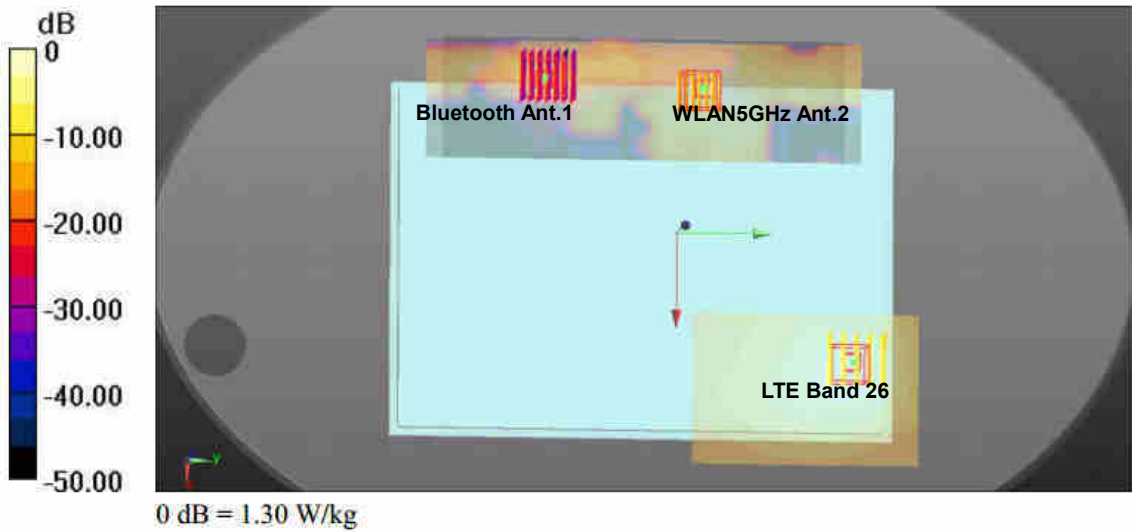 dB
0
-10.00
-20.00
-30.00
-40.00
-50.00
Bluetooth Ant.1
WLAN5GHz Ant.2
LTE Band 26
y
0 dB = 1.30 W/kg